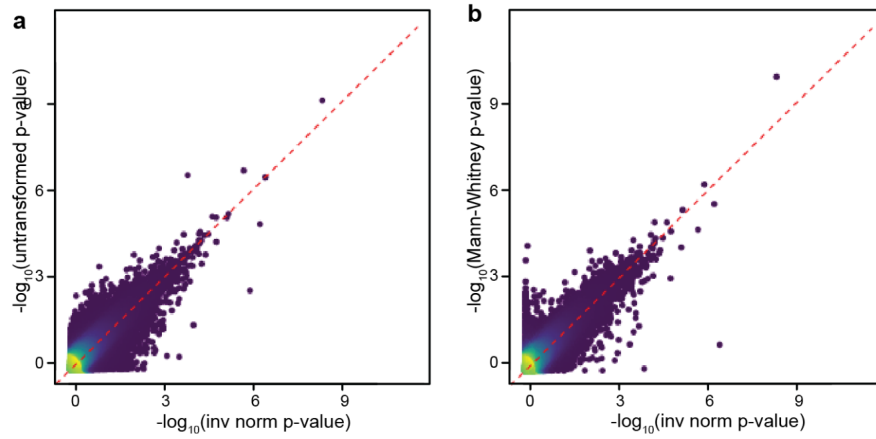 a
-log10(untransformed p-value)
9
6
3
0
0
3
6
9
-log10(inv norm p-value)
b
-log10(Mann-Whitney p-value)
9
6
3
0
0
3
6
9
-log10(inv norm p-value)